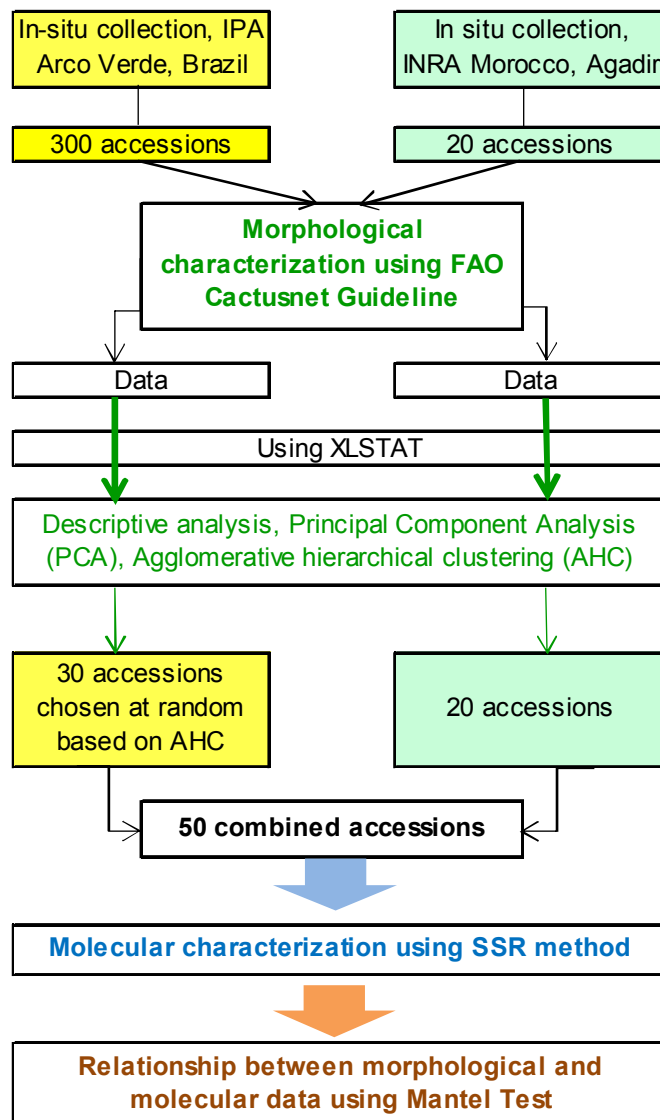 In-situ collection, IPA
Arco Verde, Brazil
In situ collection,
INRA Morocco, Agadir
300 accessions
20 accessions
Morphological
characterization using FAO
Cactusnet Guideline
Data
Data
Using XLSTAT
Descriptive analysis, Principal Component Analysis
(PCA), Agglomerative hierarchical clustering (AHC)
30 accessions
chosen at random
based on AHC
20 accessions
50 combined accessions
Molecular characterization using SSR method
Relationship between morphological and
molecular data using Mantel Test